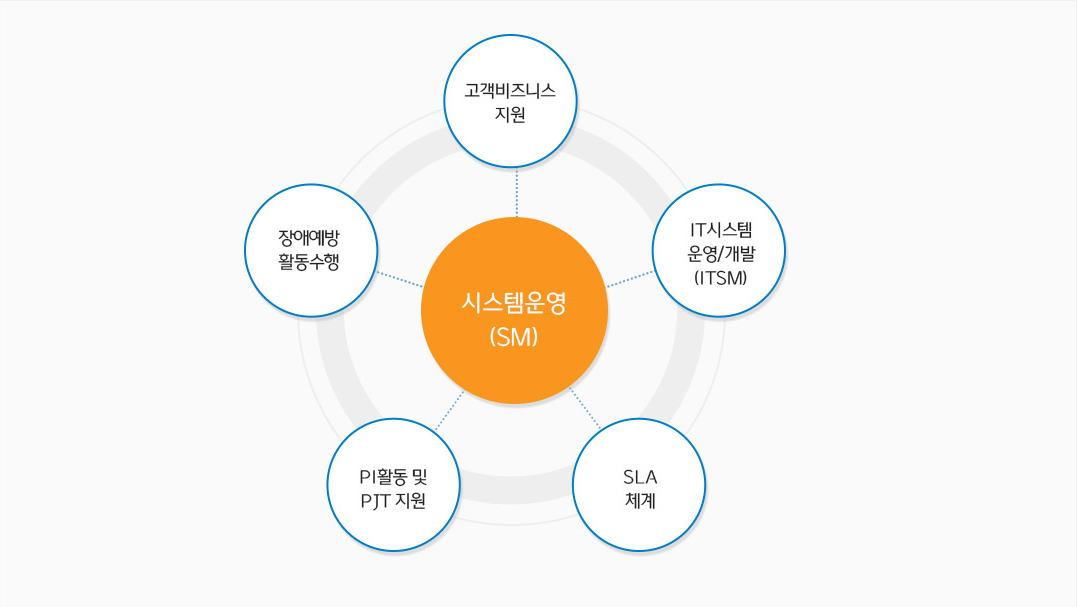 고객비즈니스
지원
장애예방
활동수행
IT시스템
운영/개발
(ITSM)
시스템운영
(SM)
PI활동 및
PJT 지원
SLA
체계